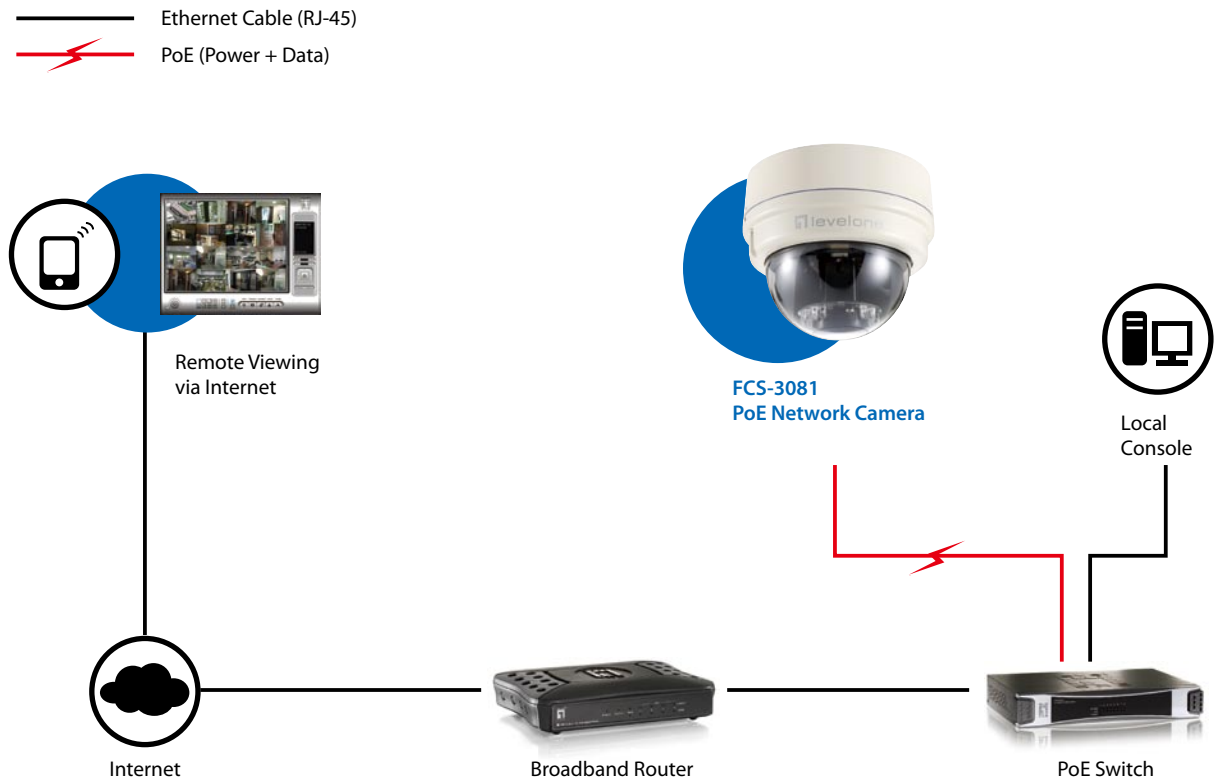 Ethernet Cable (RJ-45)
PoE (Power + Data)
levelone
Remote Viewing
via Internet
FCS-3081
PoE Network Camera
Local
Console
Internet
Broadband Router
PoE Switch